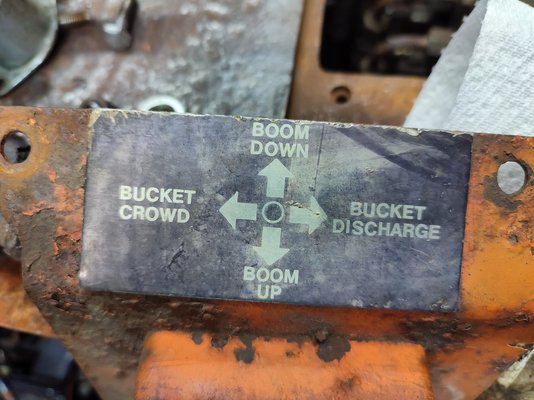 BOOM
DOWN
BUCKET
CROWD
BUCKET
DISCHARGE
BOOM
UP